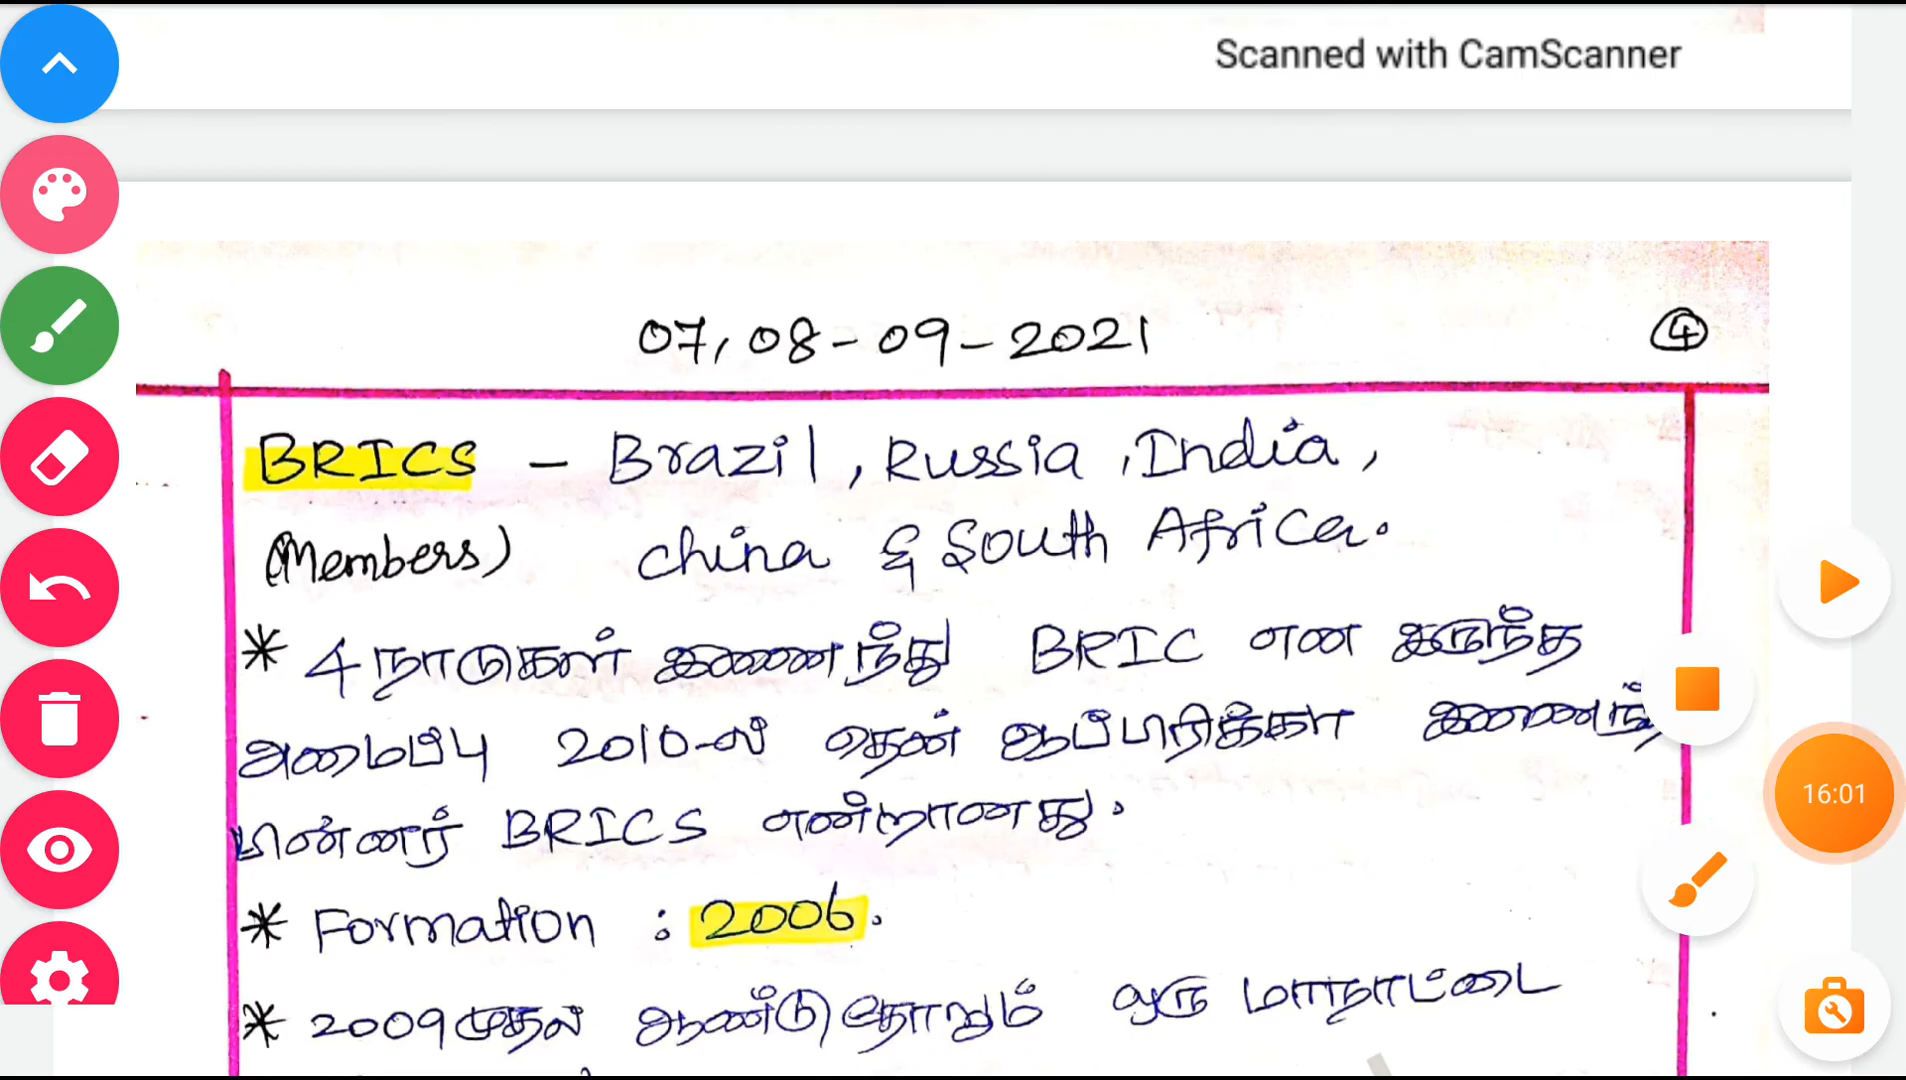 Scanned with CamScanner
07, 08-09-2021
4
BRICS - Brazil, Russia, India,
(Members) China & South Africa.
* 4 நாடுகள் இணைந்து BRIC என இருந்த
அமைப்பு 2010-ல் தென் ஆப்பரிக்கா
பின்னர் BRICS என்றானது.
* Formation : 2006.
* 2009 முதல் ஆண்டு தோறும் ஒரு மாநாட்டை
16:01